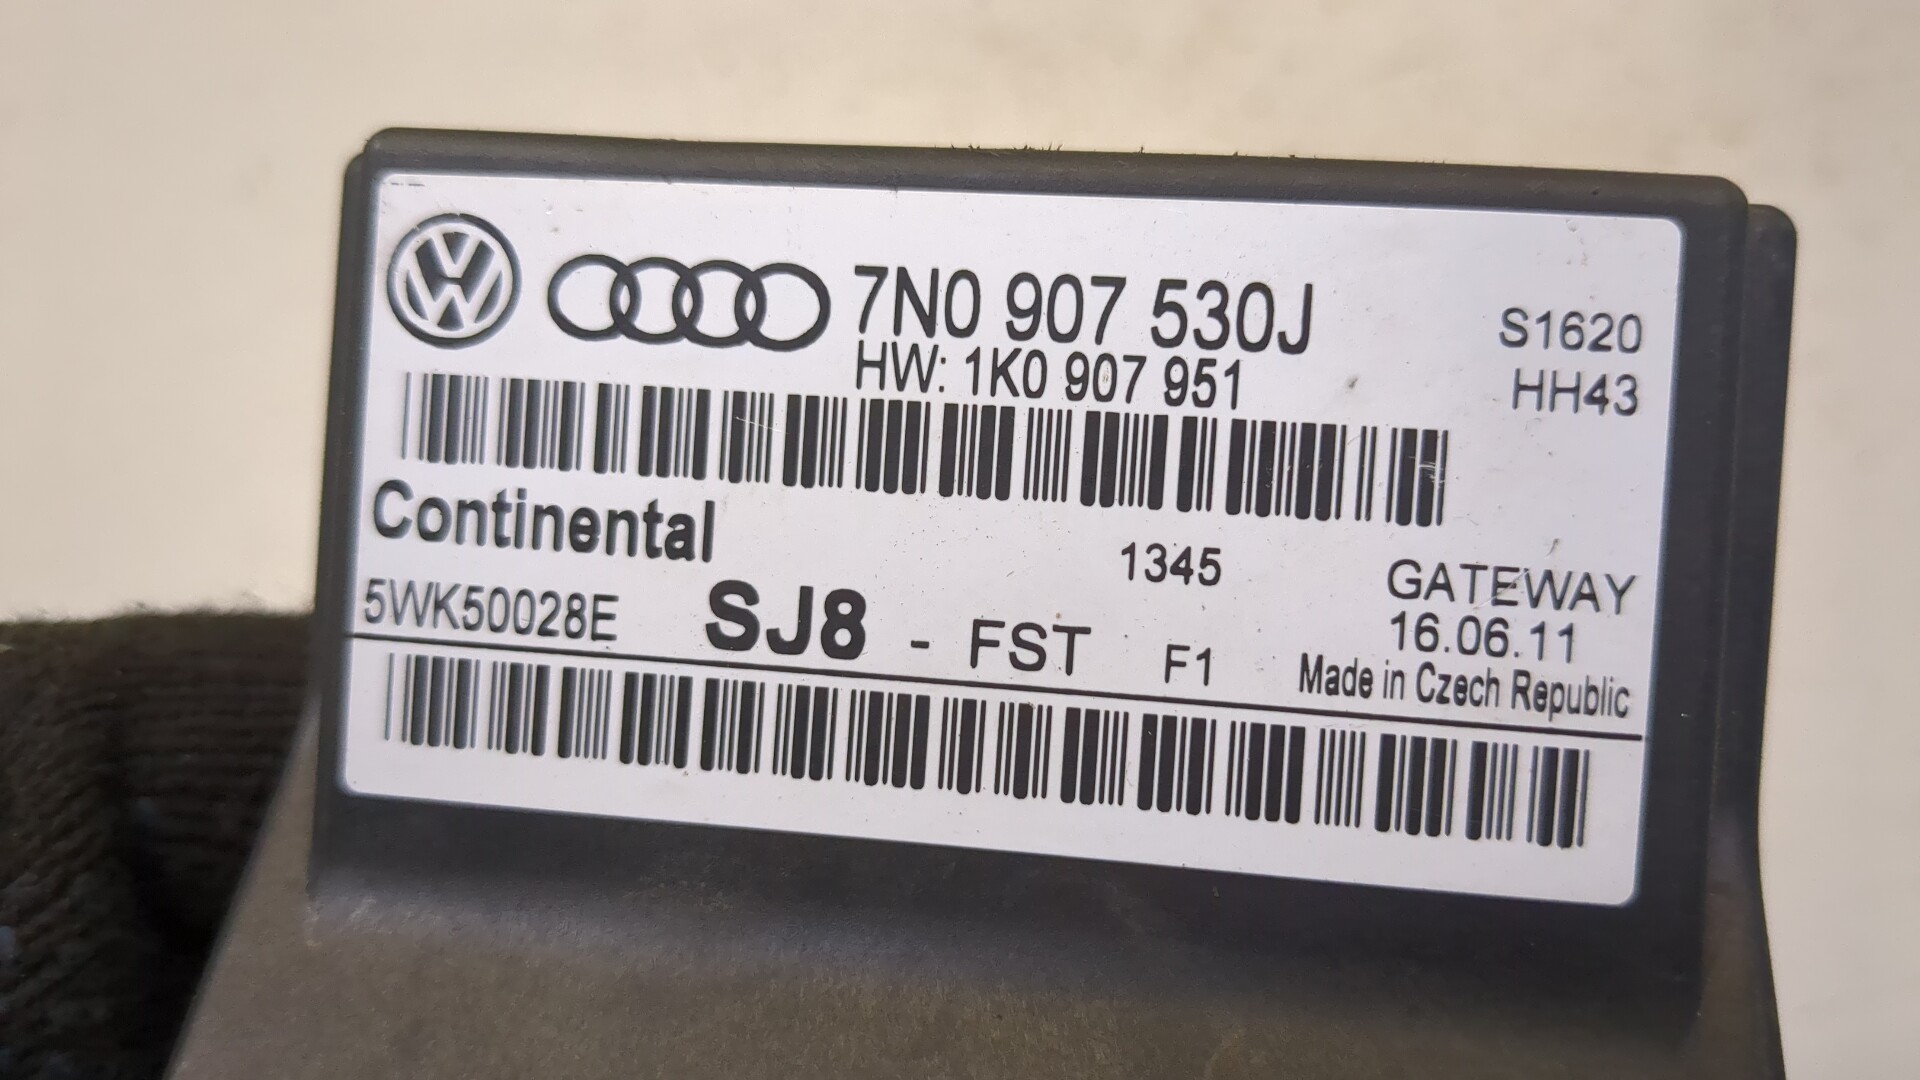 7N0 907 530J
HW: 1K0 907 951
S1620
HH43
Continental
1345
GATEWAY
5WK50028E
SJ8 - FST F1
16.06.11
Made in Czech Republic